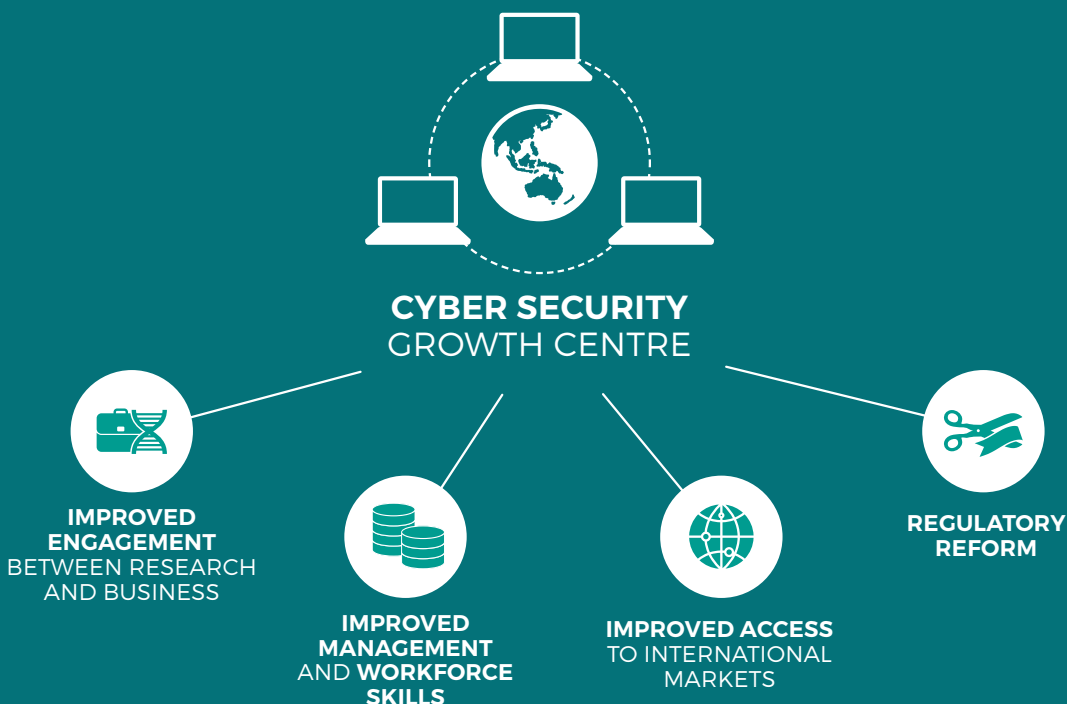 CYBER SECURITY
GROWTH CENTRE
IMPROVED
ENGAGEMENT
BETWEEN RESEARCH
AND BUSINESS
IMPROVED
MANAGEMENT
AND WORKFORCE
SKILLS
IMPROVED ACCESS
TO INTERNATIONAL
MARKETS
REGULATORY
REFORM